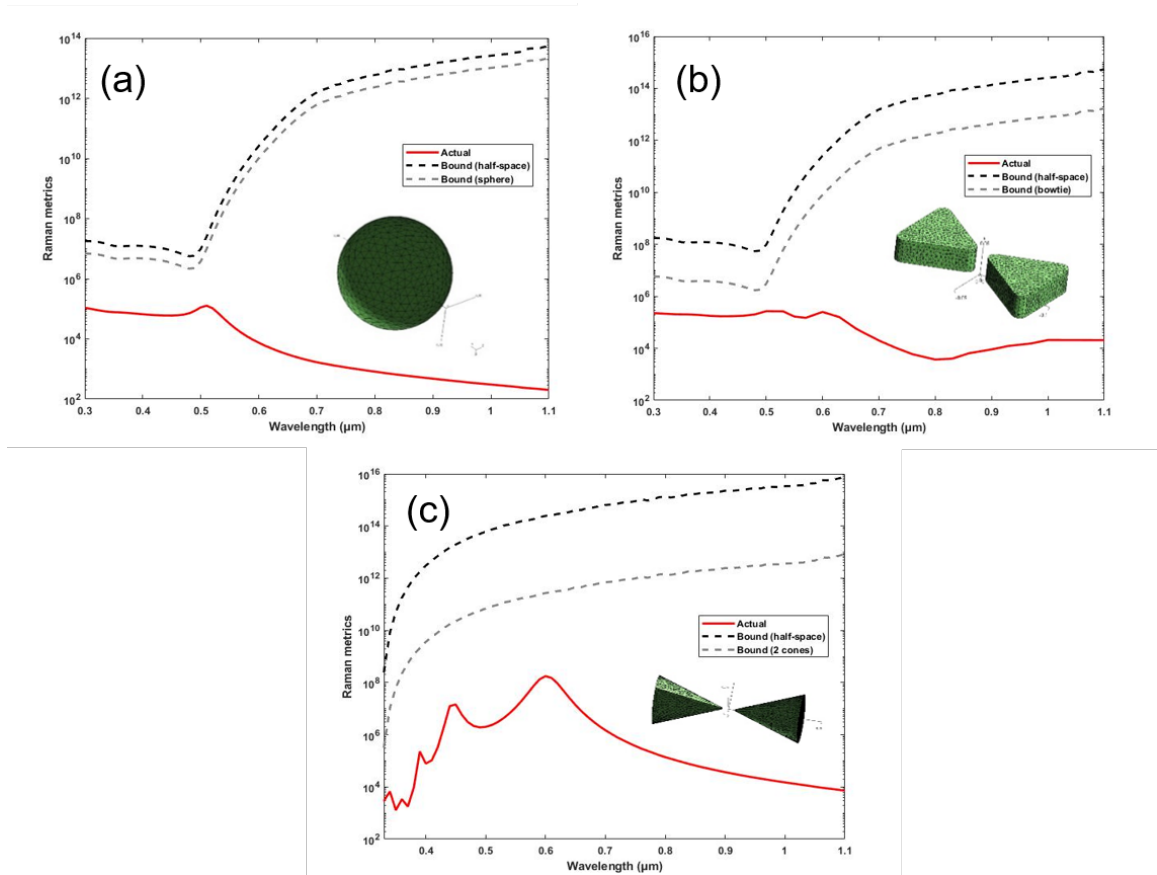 (a)
10^14
10^12
10^10
10^8
10^6
10^4
10^2
Raman metrics
Actual
Bound (half-space)
Bound (sphere)
0.3 0.4 0.5 0.6 0.7 0.8 0.9 1 1.1
Wavelength (µm)
(b)
10^16
10^14
10^12
10^10
10^8
10^6
10^4
10^2
Raman metrics
Actual
Bound (half-space)
Bound (bowtie)
0.3 0.4 0.5 0.6 0.7 0.8 0.9 1 1.1
Wavelength (µm)
(c)
10^16
10^14
10^12
10^10
10^8
10^6
10^4
10^2
Raman metrics
Actual
Bound (half-space)
Bound (2 cones)
0.4 0.5 0.6 0.7 0.8 0.9 1 1.1
Wavelength (µm)